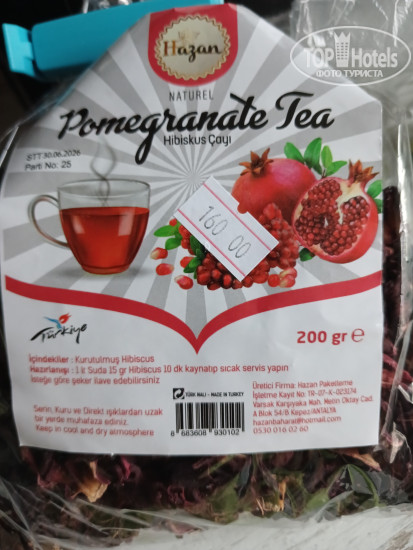 TOP Hotels
ФОТО ТУРИСТА
Hazan
NATUREL
Pomegranate Tea
Hibiskus Çayı
STT 30.06.2026
Parti No: 25
160 00
Türkiye
200 gr e
İçindekiler : Kurutulmuş Hibiscus
Hazırlanışı : 1 lt Suda 15 gr Hibiscus 10 dk kaynatıp sıcak servis yapın
İsteğe göre şeker ilave edebilirsiniz
Serin, Kuru ve Direkt ışıklardan uzak
bir yerde muhafaza ediniz.
Keep in cool and dry atmosphere
TÜRK MALI - MADE IN TURKEY
8 683608 930102
Üretici Firma: Hazan Paketleme
İşletme Kayıt No: TR-07-K-023174
Varsak Karşıyaka Mah. Metin Oktay Cad.
A Blok 54/B Kepez/ANTALYA
hazanbaharat@hotmail.com
0530 016 02 60